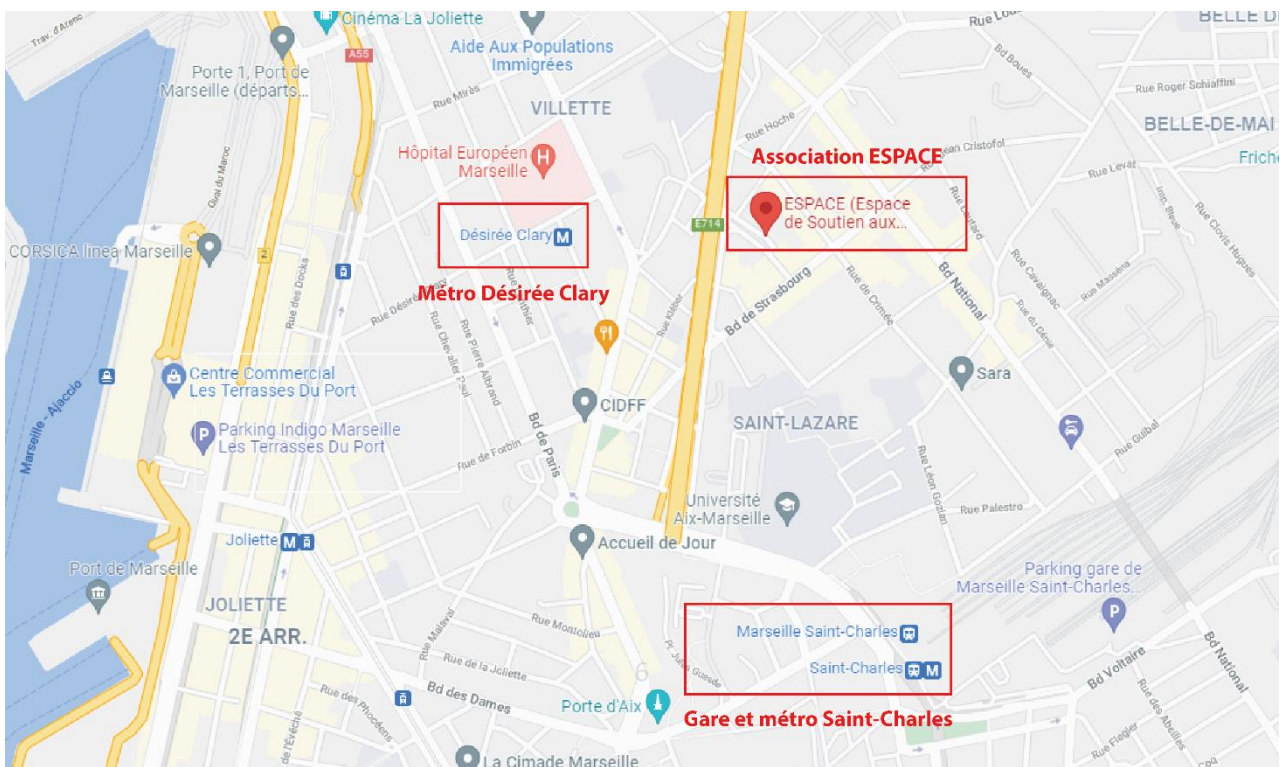 Cinéma La Joliette
Trav. d'Arenc
A55
Aide Aux Populations
Immigrées
Rue Lou
BELLE D
Bd Boues
Porte 1, Port de
Marseille (départs...
Rue Mirès
VILLETTE
Rue Roger Schiaffini
Rue Hoche
BELLE-DE-MAI
Hôpital Européen
Marseille
H
Association ESPACE
ean Cristofol
Rue Levat
Friche
Quai du Maroc
ESPACE (Espace
de Soutien aux...
Imp. Bleue
Rue Clovis Hugues
E714
Désirée Clary M
CORSICA linea Marseille
2
Rue des Docks
Métro Désirée Clary
Rue Désirée Clary
Bd National
Rue Cavaignac
Rue Masséna
Rue de Crimée
Bd de Strasbourg
Rue Kléber
Rue du Génie
Rue Pierre Albrand
Rue Chevalier Paul
Centre Commercial
Les Terrasses Du Port
Sara
Marseille - Ajaccio
CIDFF
SAINT-LAZARE
P
Parking Indigo Marseille
Les Terrasses Du Port
Bd de Paris
Rue de Forbin
Rue Guibal
Rue Léon Gozlan
Université
Aix-Marseille
Rue Palestro
Joliette M
Accueil de Jour
Port de Marseille
Parking gare de
Marseille Saint-Charles...
P
JOLIETTE
2E ARR.
Rue Malaval
Rue Montolieu
Marseille Saint-Charles
Saint-Charles M
Pl. Jules Guesde
Rue de la Joliette
6
Bd Voltaire
Bd National
Bd des Dames
Porte d'Aix
Gare et métro Saint-Charles
Rue des Phocéens
de l'Évêché
Rue des Abeilles
Rue Flégier
La Cimade Marseille